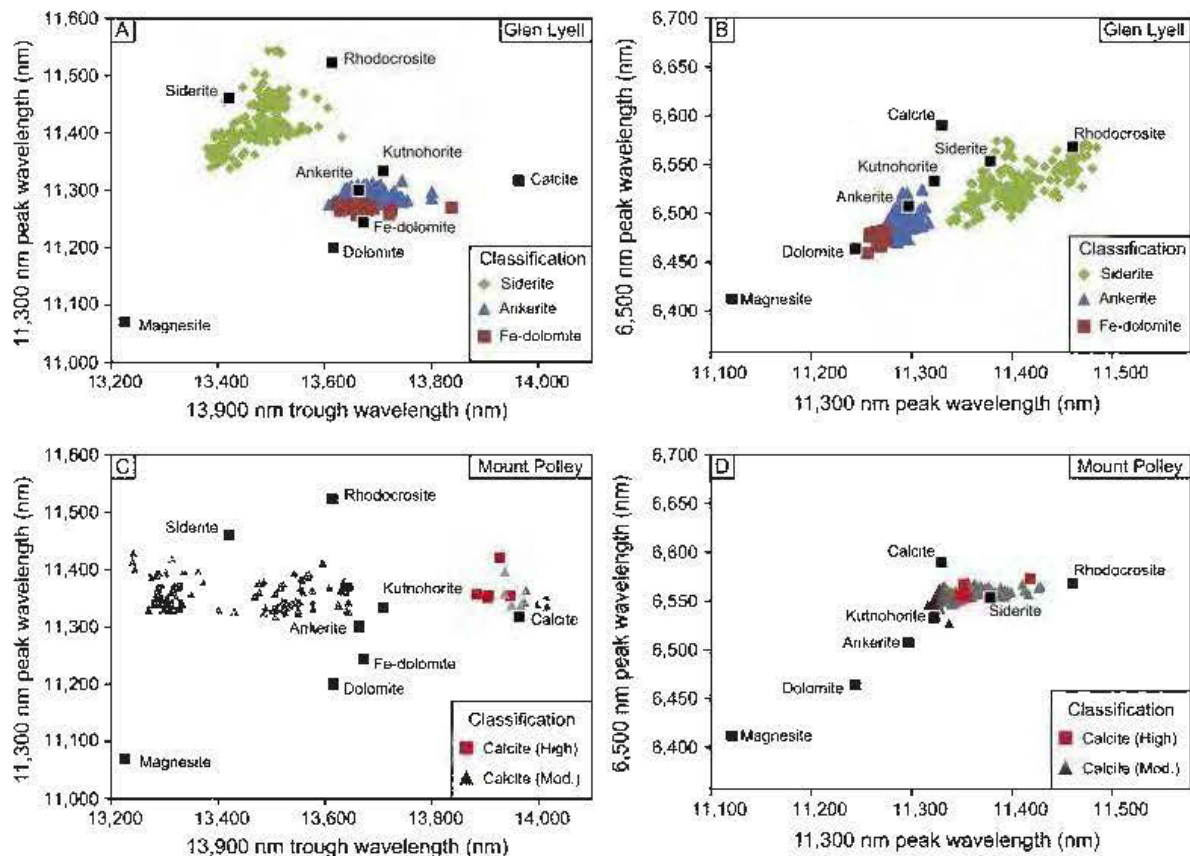 A
Glen Lyell
11,600
11,500
11,400
11,300
11,200
11,100
11,000
11,300 nm peak wavelength (nm)
Rhodocrosite
Siderite
Kutnohorite
Ankerite
Calcite
Fe-dolomite
Dolomite
Magnesite
Classification
Siderite
Ankerite
Fe-dolomite
13,200 13,400 13,600 13,800 14,000
13,900 nm trough wavelength (nm)
B
Glen Lyell
6,700
6,650
6,600
6,550
6,500
6,450
6,400
6,500 nm peak wavelength (nm)
Calcite
Rhodocrosite
Siderite
Kutnohorite
Ankerite
Dolomite
Magnesite
Classification
Siderite
Ankerite
Fe-dolomite
11,100 11,200 11,300 11,400 11,500
11,300 nm peak wavelength (nm)
C
Mount Polley
11,600
11,500
11,400
11,300
11,200
11,100
11,000
11,300 nm peak wavelength (nm)
Rhodocrosite
Siderite
Kutnohorite
Ankerite
Calcite
Fe-dolomite
Dolomite
Magnesite
Classification
Calcite (High)
Calcite (Mod.)
13,200 13,400 13,600 13,800 14,000
13,900 nm trough wavelength (nm)
D
Mount Polley
6,700
6,650
6,600
6,550
6,500
6,450
6,400
6,500 nm peak wavelength (nm)
Calcite
Rhodocrosite
Siderite
Kutnohorite
Ankerite
Dolomite
Magnesite
Classification
Calcite (High)
Calcite (Mod.)
11,100 11,200 11,300 11,400 11,500
11,300 nm peak wavelength (nm)